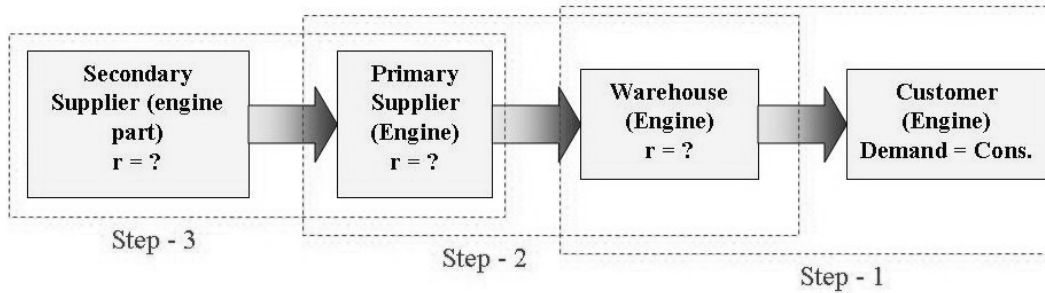 Secondary
Supplier (engine
part)
r = ?
Primary
Supplier
(Engine)
r = ?
Warehouse
(Engine)
r = ?
Customer
(Engine)
Demand = Cons.
Step - 3
Step - 2
Step - 1